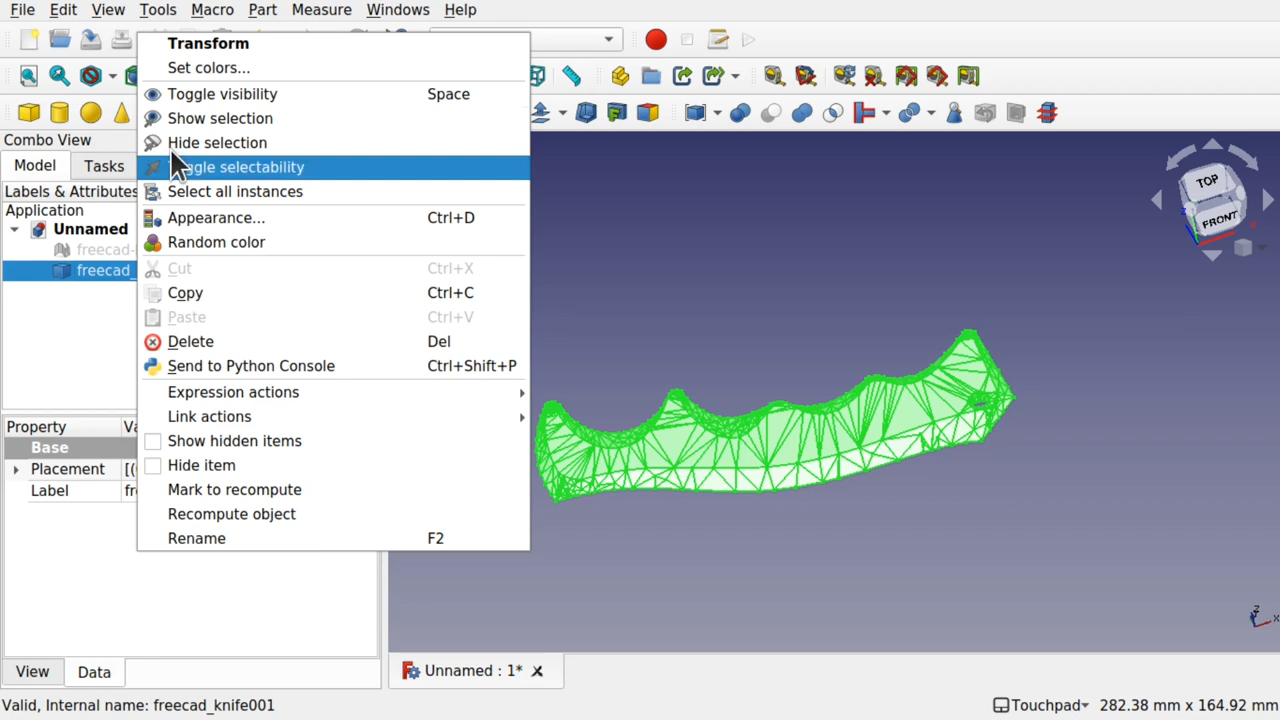 File Edit View Tools Macro Part Measure Windows Help
Transform
Set colors...
Toggle visibility Space
Show selection
Hide selection
ggle selectability
Select all instances
Appearance... Ctrl+D
Random color
Cut Ctrl+X
Copy Ctrl+C
Paste Ctrl+V
Delete Del
Send to Python Console Ctrl+Shift+P
Expression actions
Link actions
Show hidden items
Hide item
Mark to recompute
Recompute object
Rename F2
Combo View
Model Tasks
Labels & Attributes
Application
Unnamed
freecad-
freecad_
Property
Base
Placement [(
Label fr
View Data
TOP
FRONT
Z
X
Unnamed : 1*
Valid, Internal name: freecad_knife001
Touchpad 282.38 mm x 164.92 mm